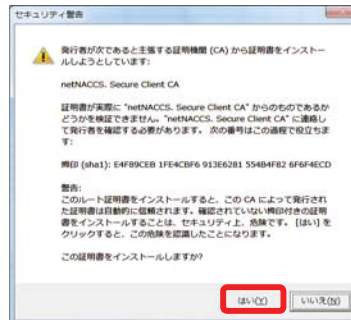 セキュリティ警告
発行者が次であると主張する証明機関 (CA) から証明書をインストー
ルしようとしています:
netNACCS. Secure Client CA
証明書が実際に "netNACCS. Secure Client CA" からのものであるか
どうかを検証できません。"netNACCS. Secure Client CA" に連絡し
て発行者を確認する必要があります。 次の番号はこの過程で役立ちま
す:
拇印 (sha1): E4F89CEB 1FE4CBF6 913E6281 554B4F82 6F6F4ECD
警告:
このルート証明書をインストールすると、この CA によって発行され
た証明書は自動的に信頼されます。確認されていない拇印付きの証明
書をインストールすることは、セキュリティ上、危険です。 [はい] を
クリックすると、この危険を認識したことになります。
この証明書をインストールしますか?
はい(Y)
いいえ(N)